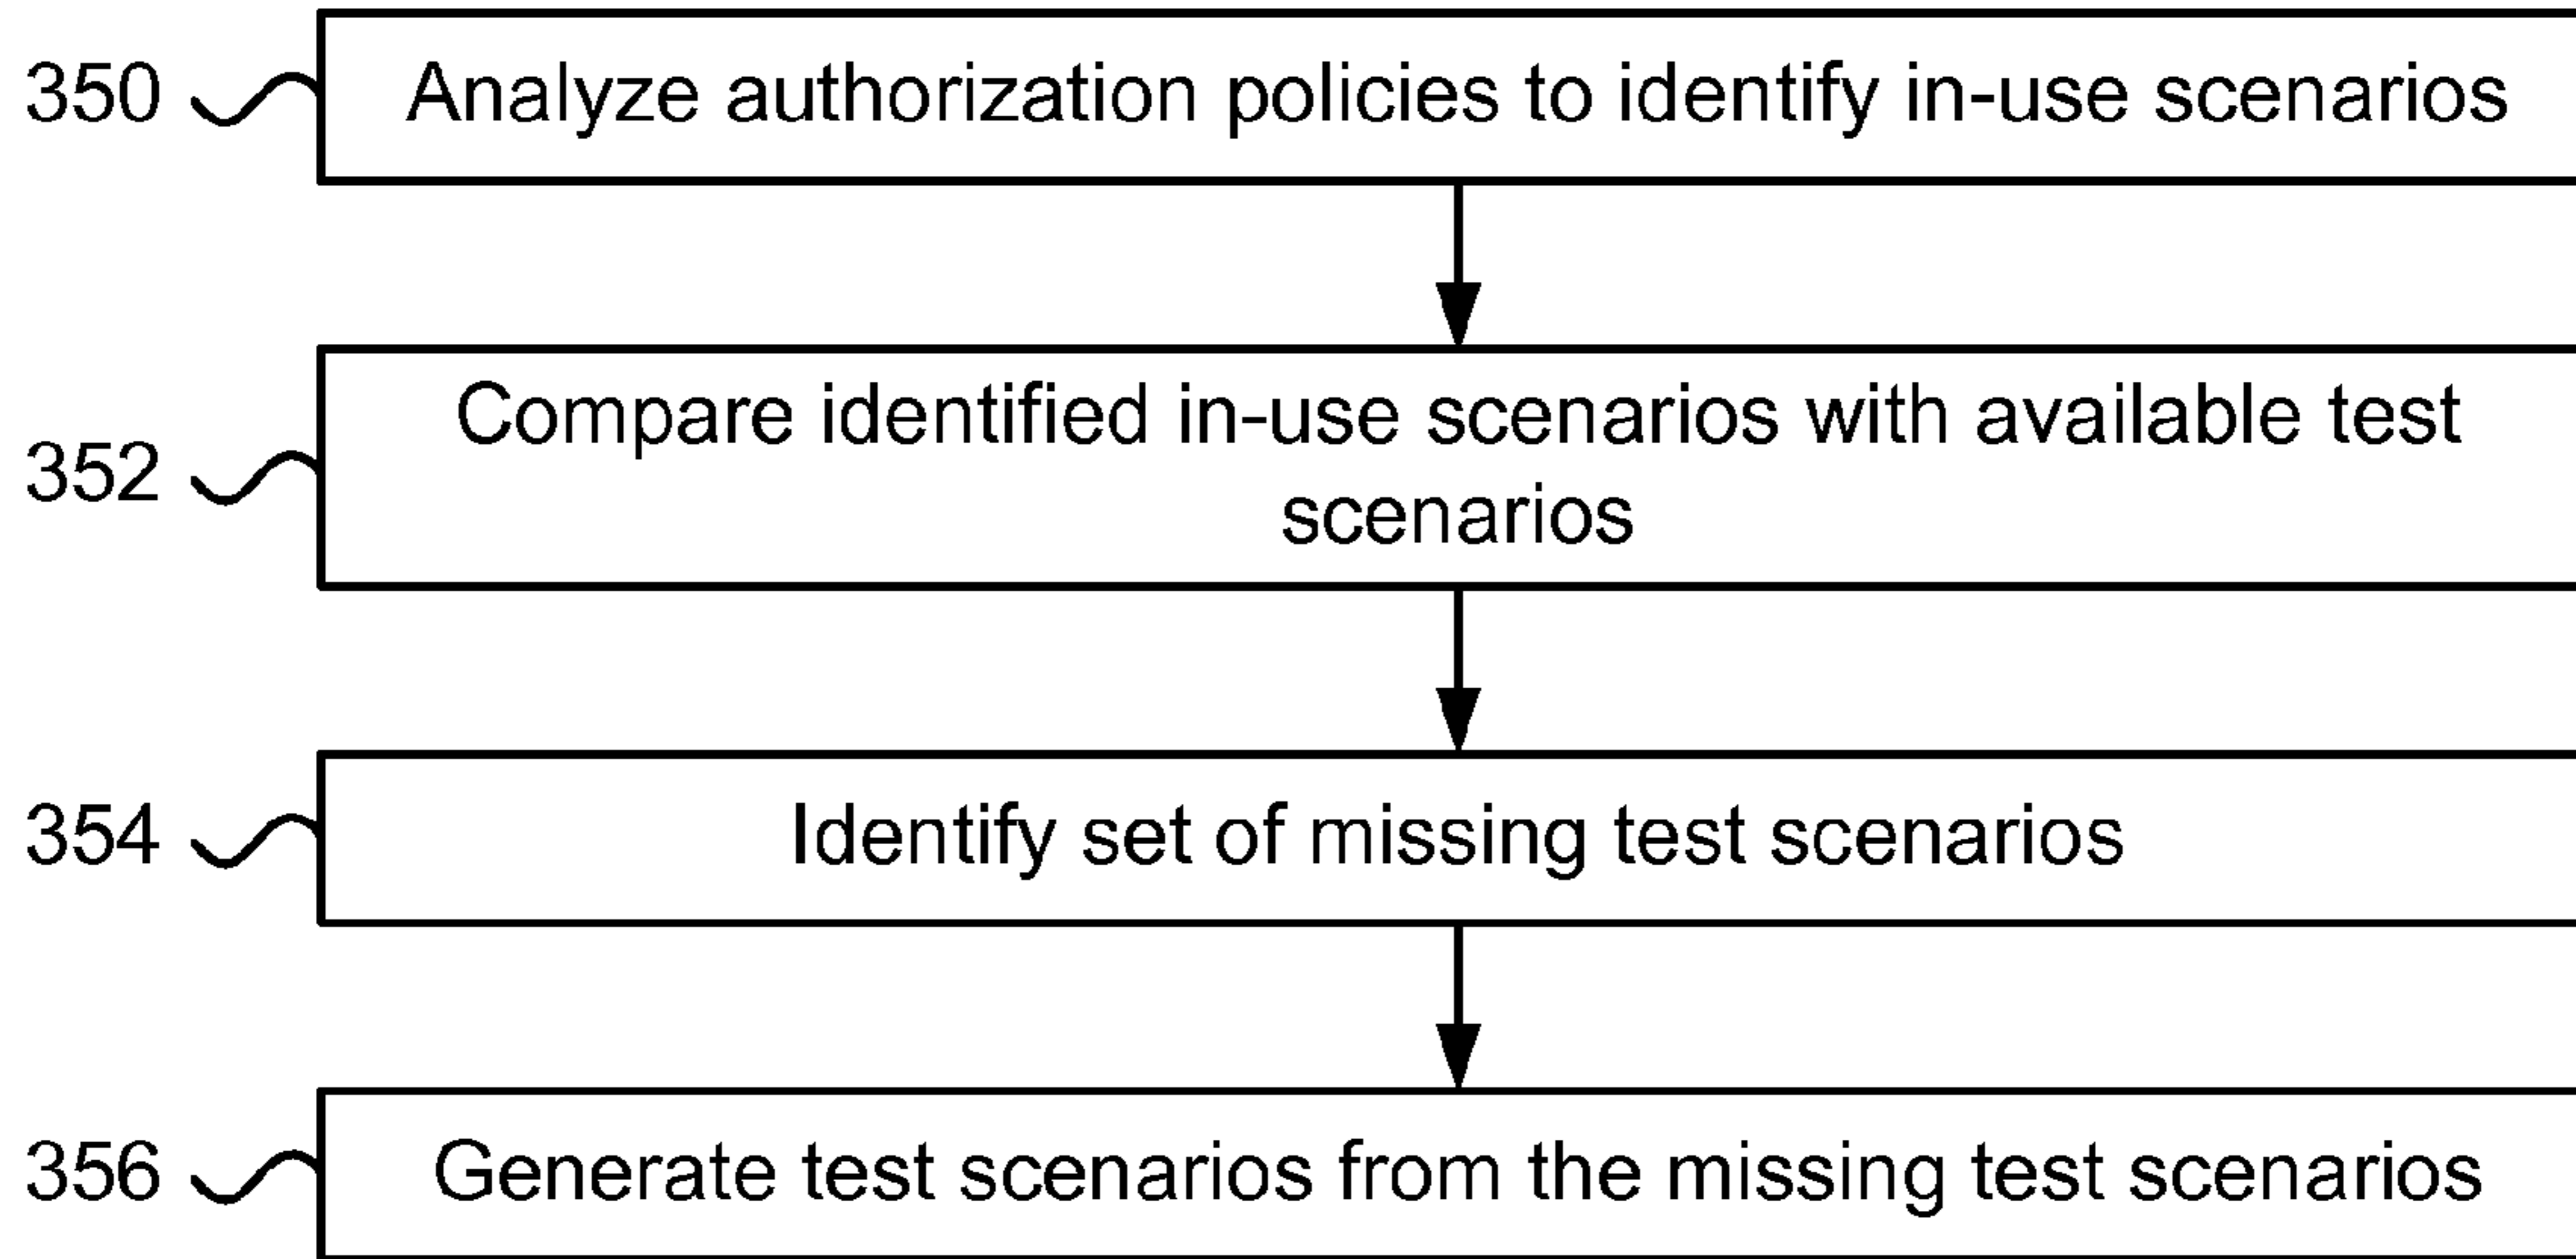 350 Analyze authorization policies to identify in-use scenarios
352 Compare identified in-use scenarios with available test
scenarios
354 Identify set of missing test scenarios
356 Generate test scenarios from the missing test scenarios